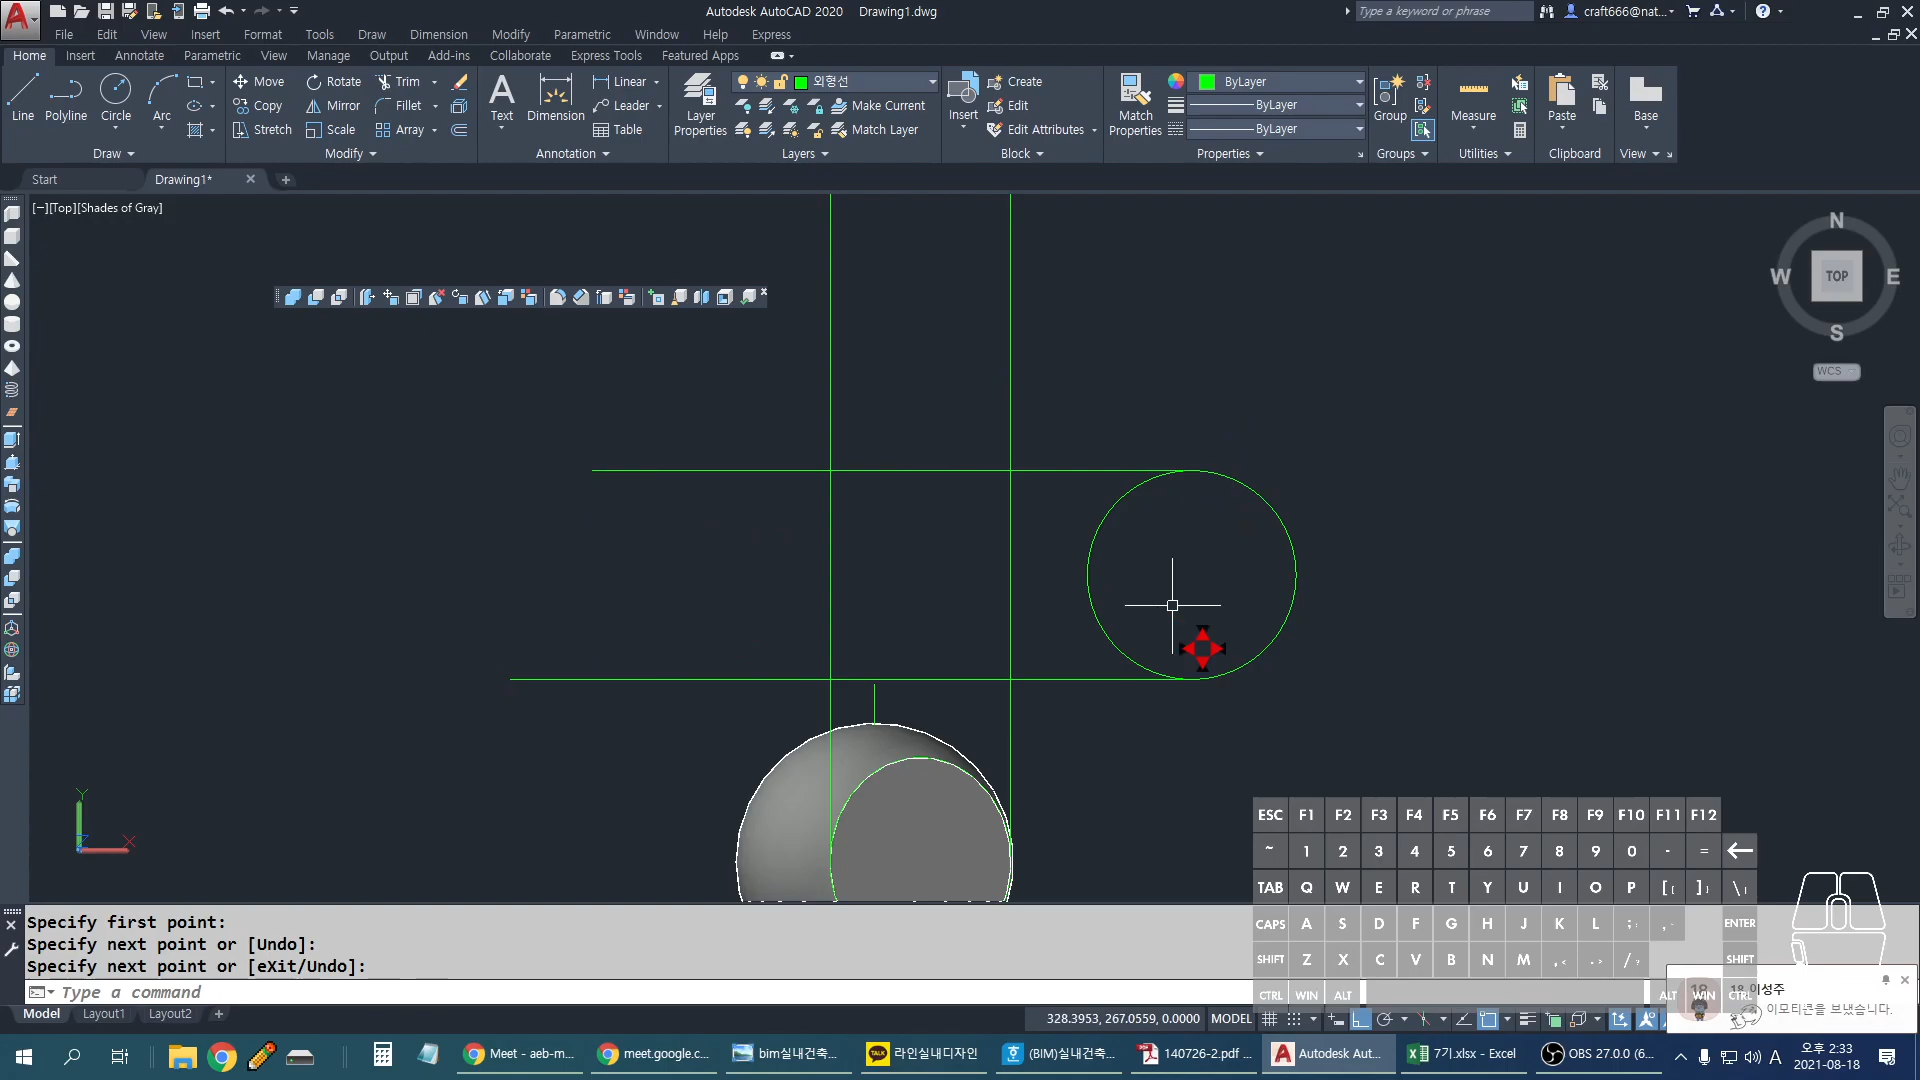 Autodesk AutoCAD 2020 Drawing1.dwg
Type a keyword or phrase
craft666@nat...
File Edit View Insert Format Tools Draw Dimension Modify Parametric Window Help Express
Home Insert Annotate Parametric View Manage Output Add-ins Collaborate Express Tools Featured Apps
Line Polyline Circle Arc
Move Rotate Trim
Copy Mirror Fillet
Stretch Scale Array
Text Dimension
Linear
Leader
Table
Layer Properties
외형선
Make Current
Match Layer
Insert
Create
Edit
Edit Attributes
Match Properties
ByLayer
ByLayer
ByLayer
Group
Measure
Paste
Base
Draw Modify Annotation Layers Block Properties Groups Utilities Clipboard View
Start Drawing1*
[−][Top][Shades of Gray]
N
W TOP E
S
WCS
Y
X
Z
ESC F1 F2 F3 F4 F5 F6 F7 F8 F9 F10 F11 F12
~ 1 2 3 4 5 6 7 8 9 0 - =
TAB Q W E R T Y U I O P [{ ]} \|
CAPS A S D F G H J K L ;: ENTER
SHIFT Z X C V B N M ,< .> /? SHIFT
CTRL WIN ALT ALT WIN CTRL
Specify first point:
Specify next point or [Undo]:
Specify next point or [eXit/Undo]:
Type a command
18 이성주
이모티콘을 보냈습니다.
Model Layout1 Layout2
328.3953, 267.0559, 0.0000 MODEL
Meet - aeb-m...
meet.google.c...
bim실내건축...
TALK 라인실내디자인
(BIM)실내건축...
140726-2.pdf ...
Autodesk Aut...
7기.xlsx - Excel
OBS 27.0.0 (6...
A
오후 2:33
2021-08-18